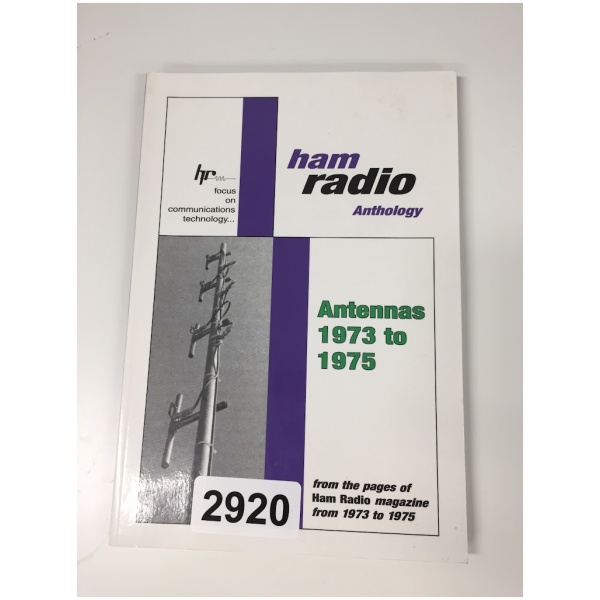 hr
focus
on
communications
technology...
ham
radio
Anthology
Antennas
1973 to
1975
from the pages of
Ham Radio magazine
from 1973 to 1975
2920